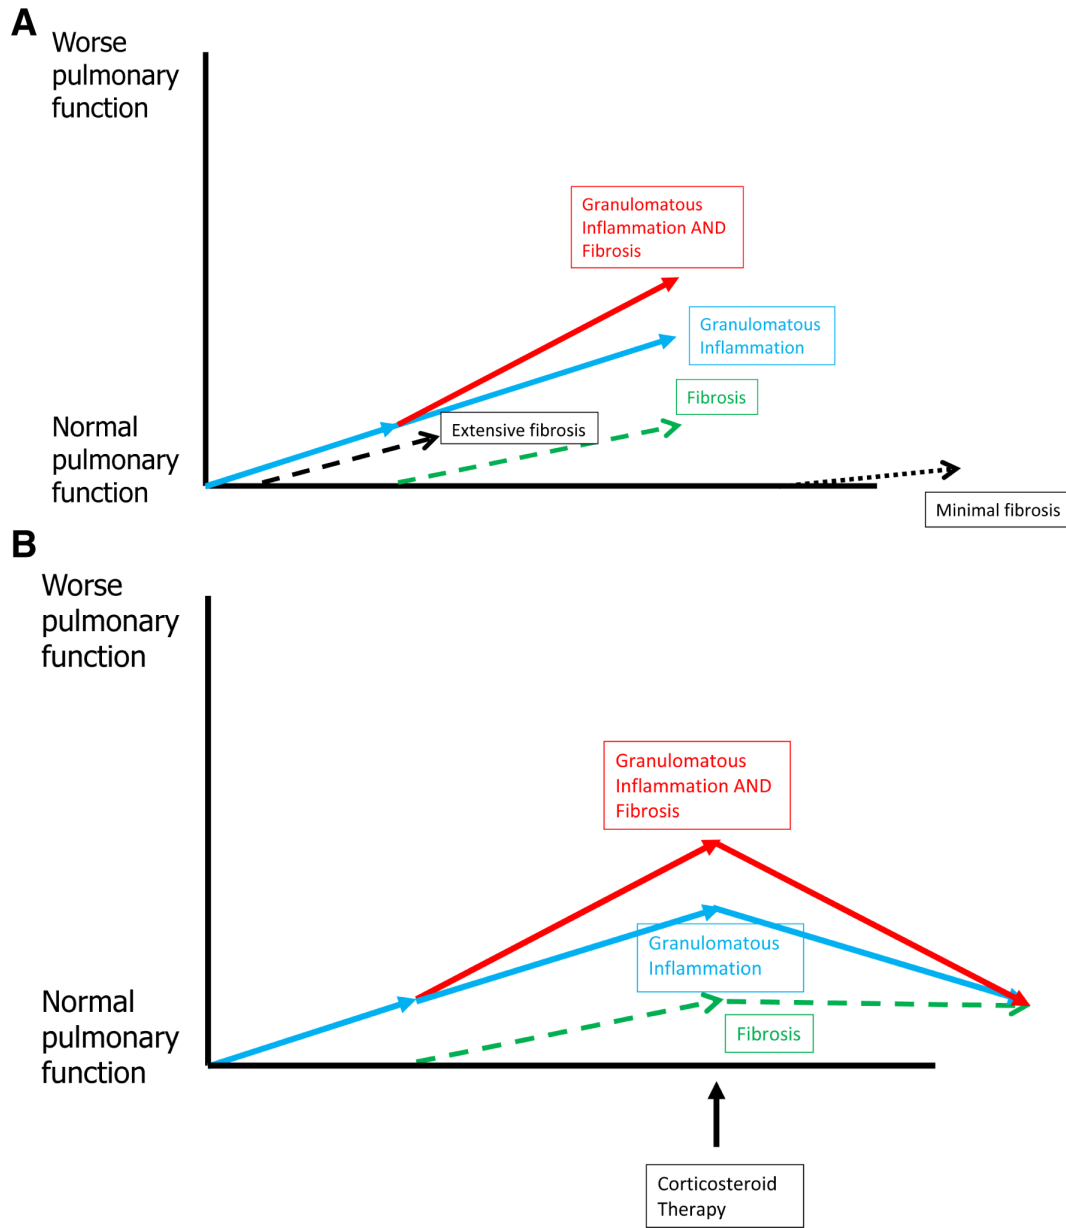 A
Worse
pulmonary
function
Granulomatous
Inflammation AND
Fibrosis
Granulomatous
Inflammation
Fibrosis
Extensive fibrosis
Normal
pulmonary
function
Minimal fibrosis
B
Worse
pulmonary
function
Granulomatous
Inflammation AND
Fibrosis
Granulomatous
Inflammation
Fibrosis
Normal
pulmonary
function
Corticosteroid
Therapy